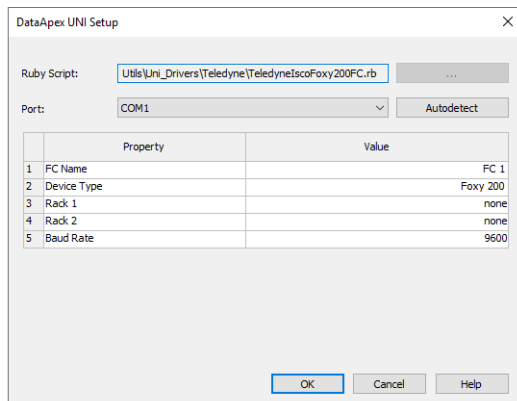 DataApex UNI Setup
Ruby Script: Utils\Uni_Drivers\Teledyne\TeledyneIscoFoxy200FC.rb ...
Port: COM1 Autodetect
Property Value
1 FC Name FC 1
2 Device Type Foxy 200
3 Rack 1 none
4 Rack 2 none
5 Baud Rate 9600
OK Cancel Help